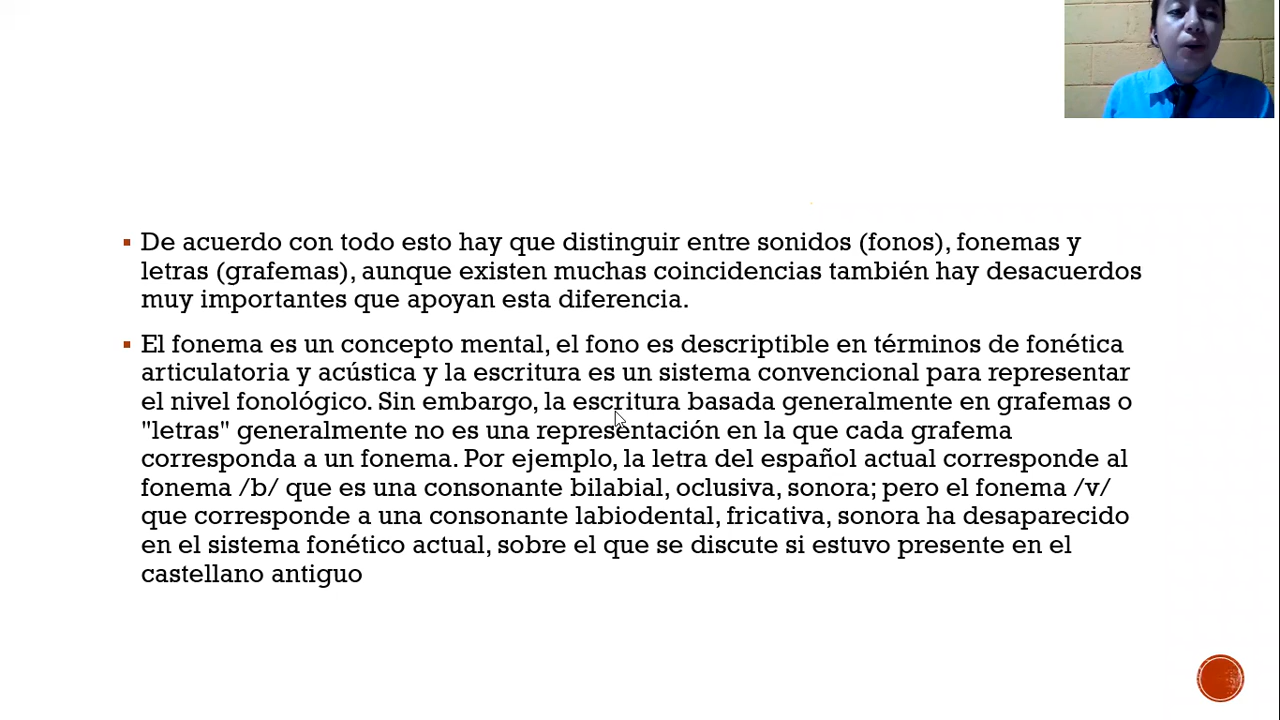 De acuerdo con todo esto hay que distinguir entre sonidos (fonos), fonemas y
letras (grafemas), aunque existen muchas coincidencias también hay desacuerdos
muy importantes que apoyan esta diferencia.
El fonema es un concepto mental, el fono es descriptible en términos de fonética
articulatoria y acústica y la escritura es un sistema convencional para representar
el nivel fonológico. Sin embargo, la escritura basada generalmente en grafemas o
"letras" generalmente no es una representación en la que cada grafema
corresponda a un fonema. Por ejemplo, la letra del español actual corresponde al
fonema /b/ que es una consonante bilabial, oclusiva, sonora; pero el fonema /v/
que corresponde a una consonante labiodental, fricativa, sonora ha desaparecido
en el sistema fonético actual, sobre el que se discute si estuvo presente en el
castellano antiguo